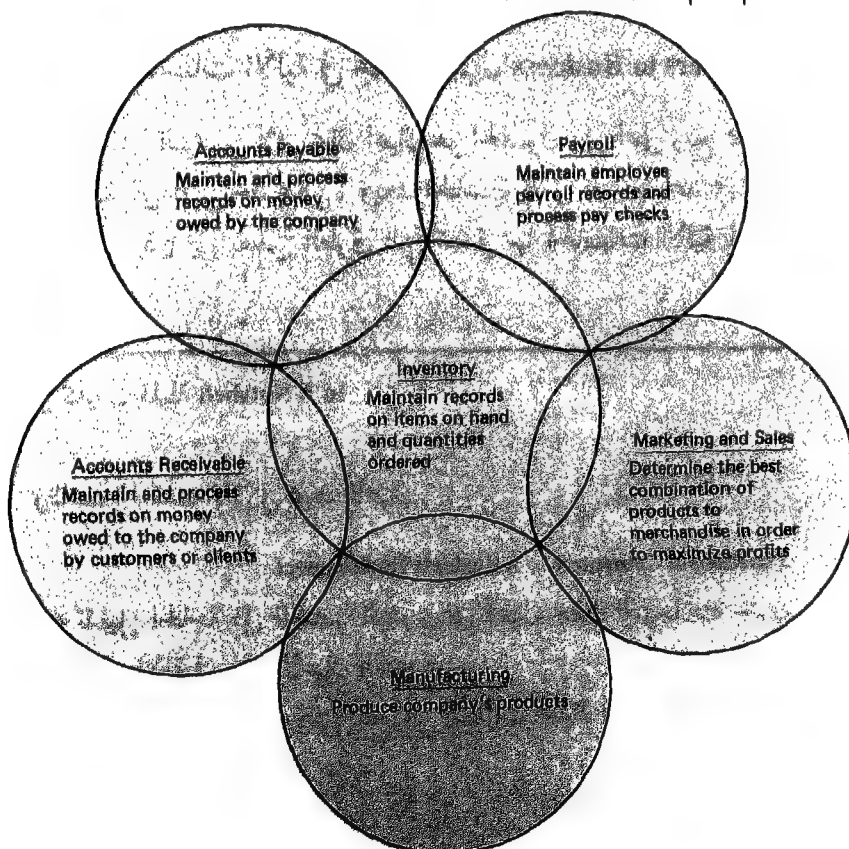 Accounts Payable
Maintain and process
records on money
owed by the company
Payroll
Maintain employee
payroll records and
process pay checks
Inventory
Maintain records
on items on hand
and quantities
ordered
Accounts Receivable
Maintain and process
records on money
owed to the company
by customers or clients
Marketing and Sales
Determine the best
combination of
products to
merchandise in order
to maximize profits
Manufacturing
Produce company's products